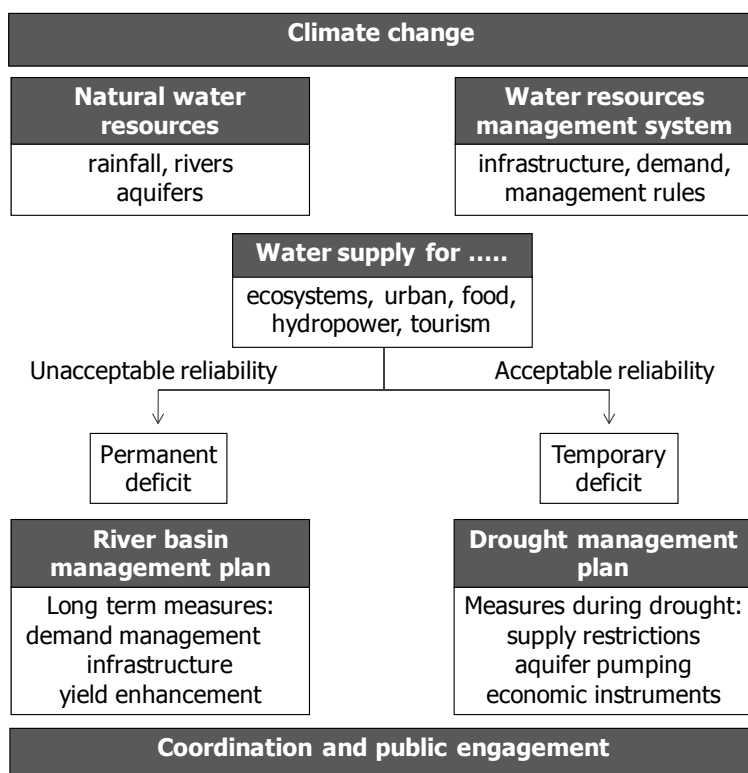 Climate change
Natural water
resources
rainfall, rivers
aquifers
Water resources
management system
infrastructure, demand,
management rules
Water supply for .....
ecosystems, urban, food,
hydropower, tourism
Unacceptable reliability
Acceptable reliability
Permanent
deficit
Temporary
deficit
River basin
management plan
Long term measures:
demand management
infrastructure
yield enhancement
Drought management
plan
Measures during drought:
supply restrictions
aquifer pumping
economic instruments
Coordination and public engagement